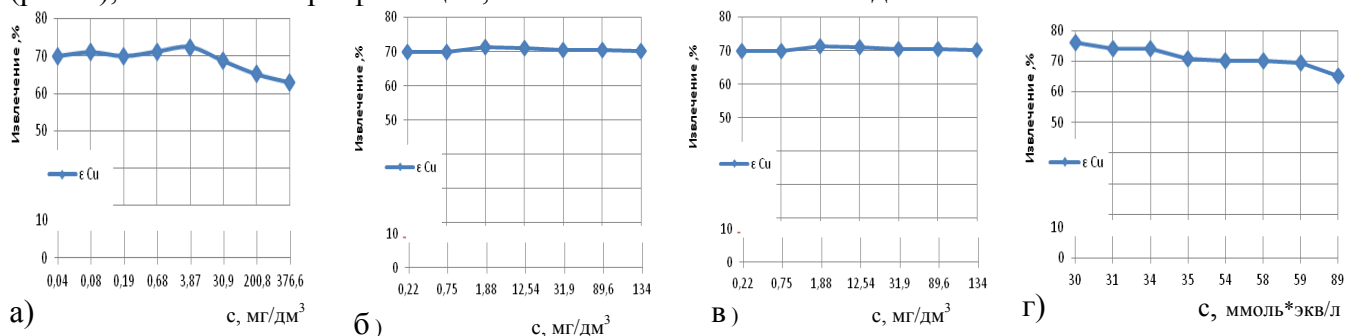 Извлечение ,%
80
70
60
50
10
0
ε Cu
0,04 0,08 0,19 0,68 3,87 30,9 200,8 376,6
а)
с, мг/дм³
Извлечение ,%
80
70
60
50
10
0
ε Cu
0,22 0,75 1,88 12,54 31,9 89,6 134
б)
с, мг/дм³
Извлечение ,%
80
70
60
50
10
0
ε Cu
0,22 0,75 1,88 12,54 31,9 89,6 134
в)
с, мг/дм³
Извлечение ,%
80
70
60
50
10
0
ε Cu
30 31 34 35 54 58 59 89
г)
с, ммоль*экв/л